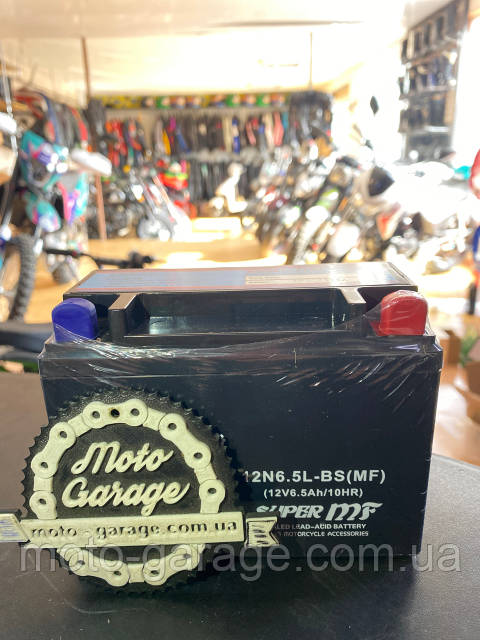 12N6.5L-BS(MF)
(12V6.5Ah/10HR)
SUPER MF
LEAD-ACID BATTERY
MOTORCYCLE ACCESSORIES
Moto
Garage
moto-garage.com.ua
moto-garage.com.ua